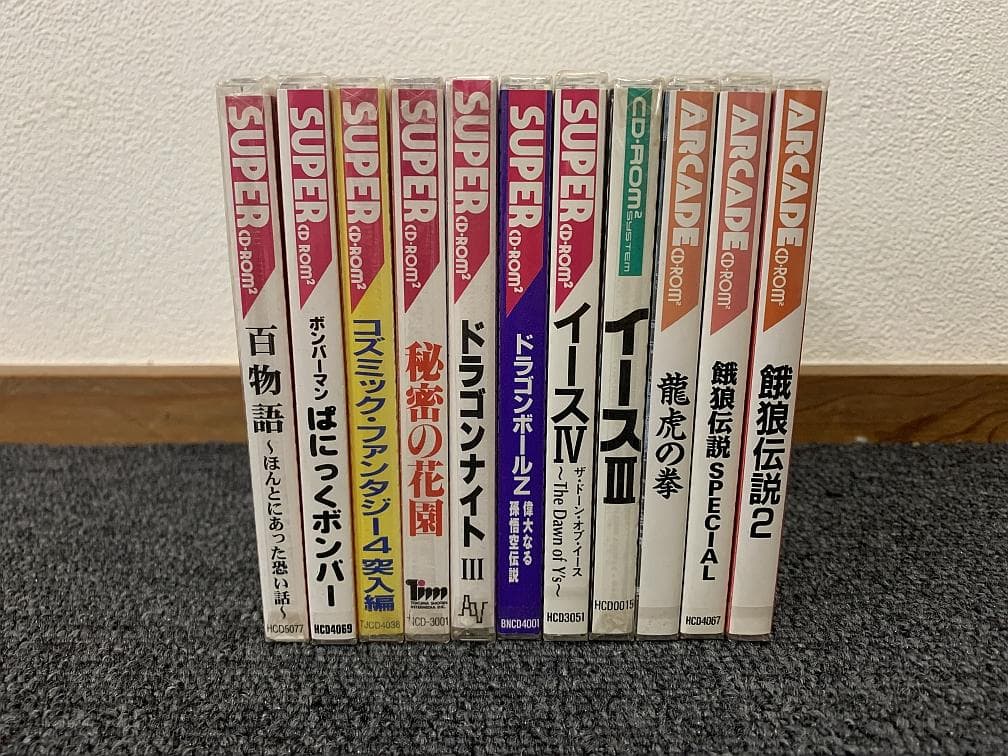 SUPER CD-ROM²
百物語
～ほんとにあった恐い話～
HCD5077
SUPER CD ROM²
ボンバーマン
ぱにっくボンバー
HCD4069
SUPER CD-ROM²
コズミック・ファンタジー4 突入編
TJCD4038
SUPER CD-ROM²
秘密の花園
CD-3001
SUPER CD-ROM²
ドラゴンナイト III
SUPER CD-ROM²
ドラゴンボールZ
偉大なる
孫悟空伝説
BNCD4001
SUPER CD-ROM²
イースIV
ザ・ドーン・オブ・イース
～The Dawn of Y's～
HCD3051
CD-ROM²
SYSTEM
イースIII
ARCADE CD-ROM²
龍虎の拳
ARCADE CD-ROM²
餓狼伝説 SPECIAL
HCD4067
ARCADE CD-ROM²
餓狼伝説2